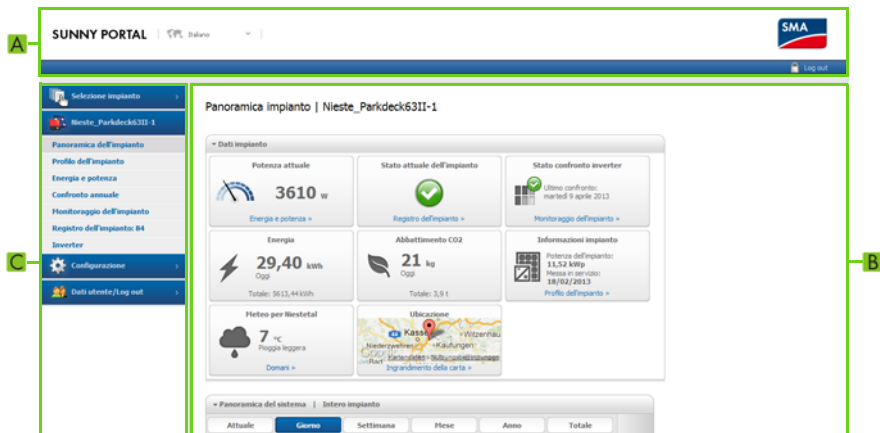 SUNNY PORTAL
Italiano
SMA
Log out
A
B
C
Selezione impianto
Nieste_Parkdeck63II-1
Panoramica dell'impianto
Profilo dell'impianto
Energia e potenza
Confronto annuale
Monitoraggio dell'impianto
Registro dell'impianto: 84
Inverter
Configurazione
Dati utente/Log out
Panoramica impianto | Nieste_Parkdeck63II-1
Dati impianto
Potenza attuale
3610 W
Energia e potenza »
Stato attuale dell'impianto
Registro dell'impianto »
Stato confronto inverter
Ultimo confronto:
martedì 9 aprile 2013
Monitoraggio dell'impianto »
Energia
29,40 kWh
Oggi
Totale: 5613,44 kWh
Abbattimento CO2
21 kg
Oggi
Totale: 3,9 t
Informazioni impianto
Potenza dell'impianto:
11,52 kWp
Messa in servizio:
18/02/2013
Profilo dell'impianto »
Meteo per Niestetal
7 °C
Pioggia leggera
Domani »
Ubicazione
Kasse
Witzenhau
Niederzwehren
Kaufungen
Kartendaten
Nutzungsbedingungen
Ingrandimento della carta »
Panoramica del sistema | Intero impianto
Attuale
Giorno
Settimana
Mese
Anno
Totale